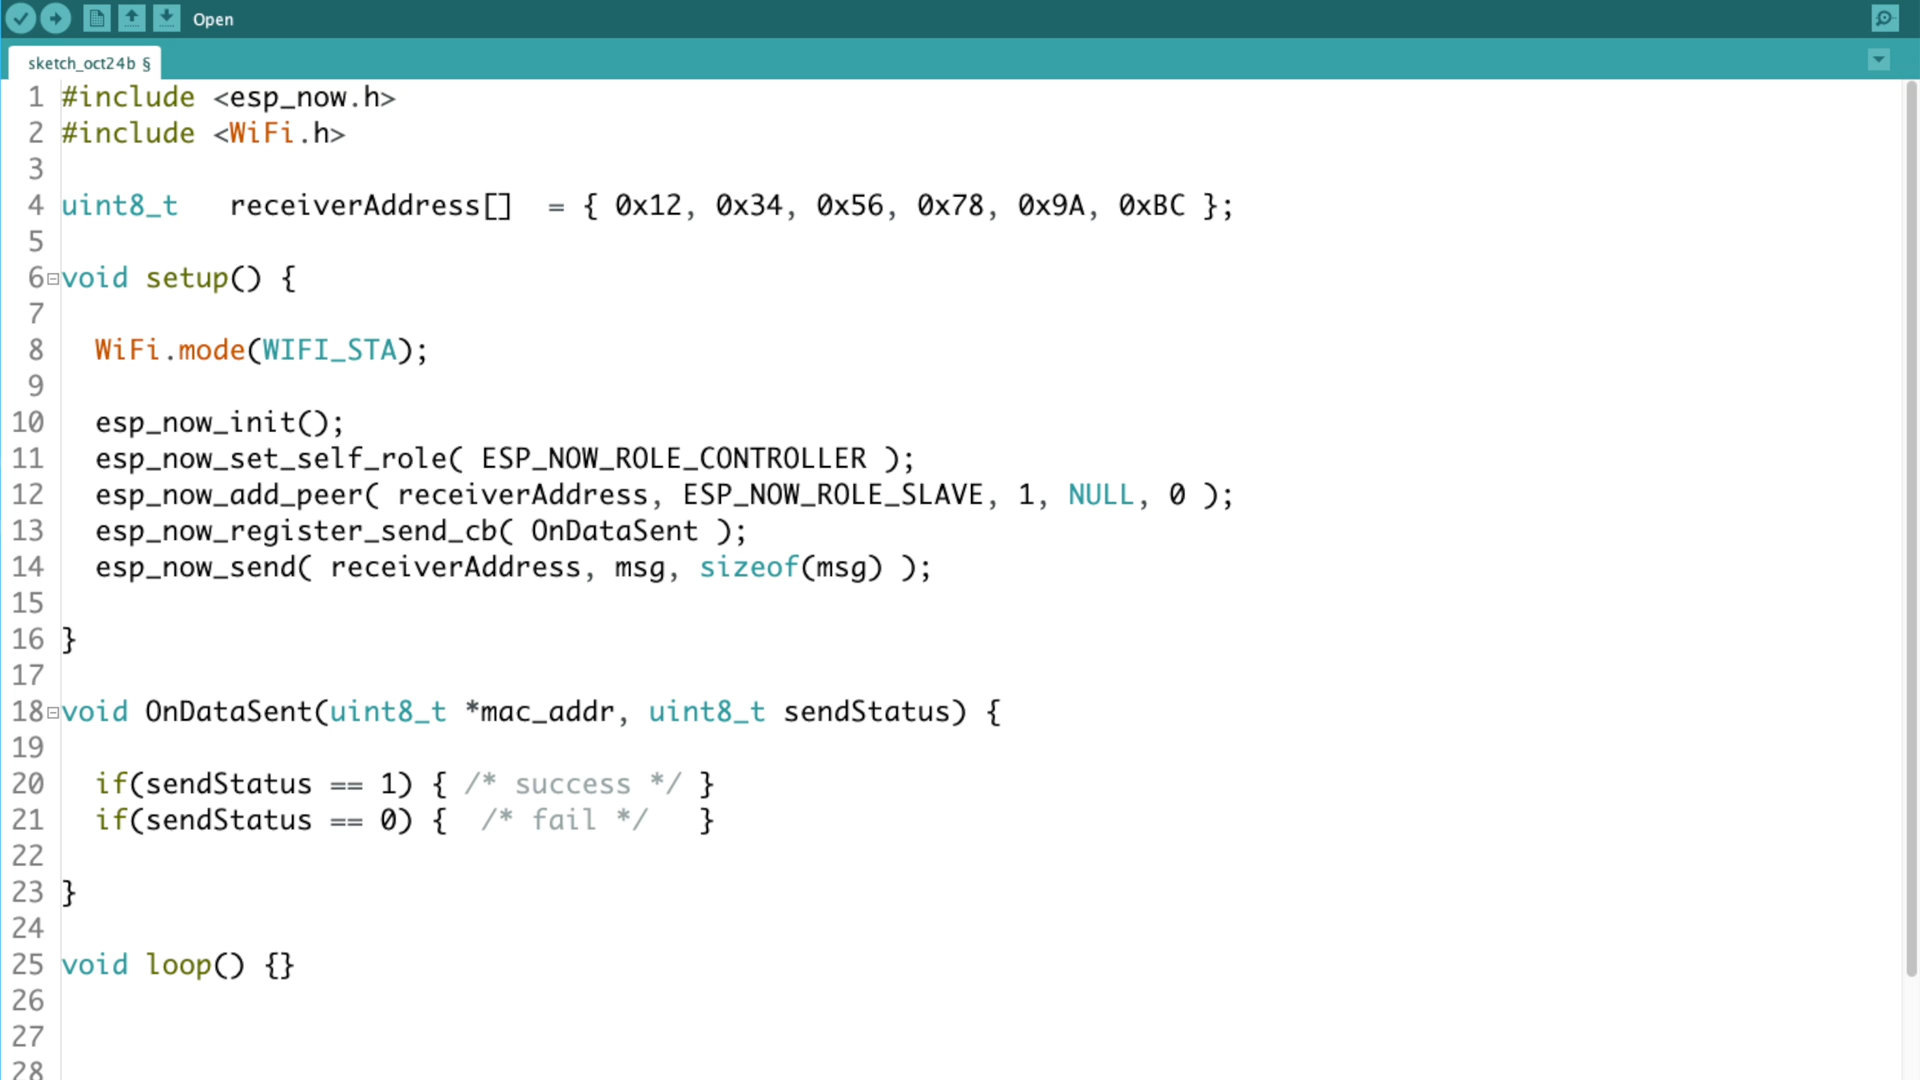 Open
sketch_oct24b §
1 #include <esp_now.h>
2 #include <WiFi.h>
3
4 uint8_t   receiverAddress[]  = { 0x12, 0x34, 0x56, 0x78, 0x9A, 0xBC };
5
6 void setup() {
7
8   WiFi.mode(WIFI_STA);
9
10   esp_now_init();
11   esp_now_set_self_role( ESP_NOW_ROLE_CONTROLLER );
12   esp_now_add_peer( receiverAddress, ESP_NOW_ROLE_SLAVE, 1, NULL, 0 );
13   esp_now_register_send_cb( OnDataSent );
14   esp_now_send( receiverAddress, msg, sizeof(msg) );
15
16 }
17
18 void OnDataSent(uint8_t *mac_addr, uint8_t sendStatus) {
19
20   if(sendStatus == 1) { /* success */ }
21   if(sendStatus == 0) {  /* fail */   }
22
23 }
24
25 void loop() {}
26
27
28